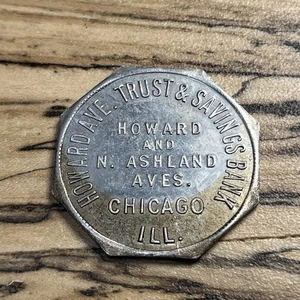 HOWARD AVE. TRUST & SAVINGS BANK
HOWARD
AND
N. ASHLAND
AVES.
CHICAGO
ILL.